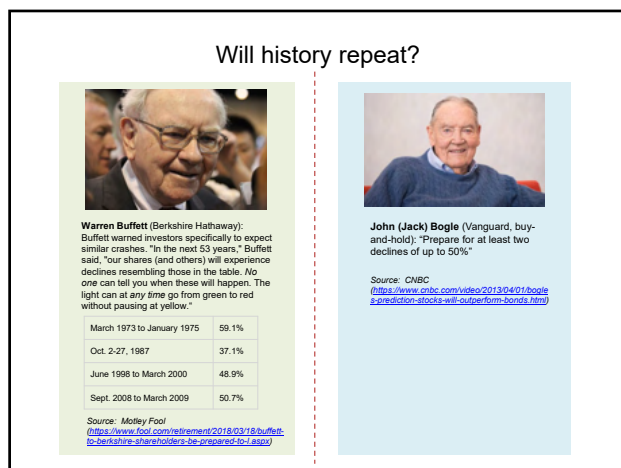 Will history repeat?
Warren Buffett (Berkshire Hathaway):
Buffett warned investors specifically to expect
similar crashes. "In the next 53 years," Buffett
said, "our shares (and others) will experience
declines resembling those in the table. No
one can tell you when these will happen. The
light can at any time go from green to red
without pausing at yellow."
March 1973 to January 1975 59.1%
Oct. 2-27, 1987 37.1%
June 1998 to March 2000 48.9%
Sept. 2008 to March 2009 50.7%
Source: Motley Fool
(https://www.fool.com/retirement/2018/03/18/buffett-
to-berkshire-shareholders-be-prepared-to-l.aspx)
John (Jack) Bogle (Vanguard, buy-
and-hold): “Prepare for at least two
declines of up to 50%”
Source: CNBC
(https://www.cnbc.com/video/2013/04/01/bogle
s-prediction-stocks-will-outperform-bonds.html)